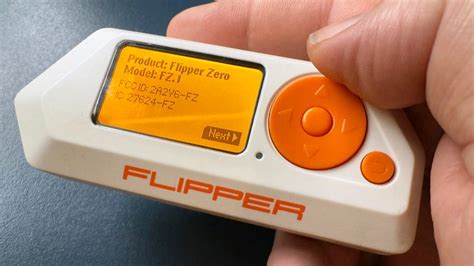 Product: Flipper Zero
Model: FZ.1
FCC ID: 2A2V6-FZ
IC: 27624-FZ
Next
FLIPPER